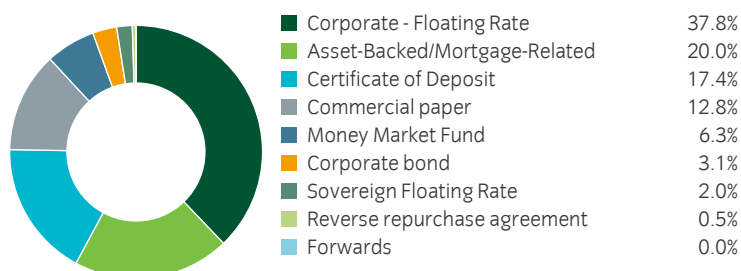 Corporate - Floating Rate 37.8%
Asset-Backed/Mortgage-Related 20.0%
Certificate of Deposit 17.4%
Commercial paper 12.8%
Money Market Fund 6.3%
Corporate bond 3.1%
Sovereign Floating Rate 2.0%
Reverse repurchase agreement 0.5%
Forwards 0.0%